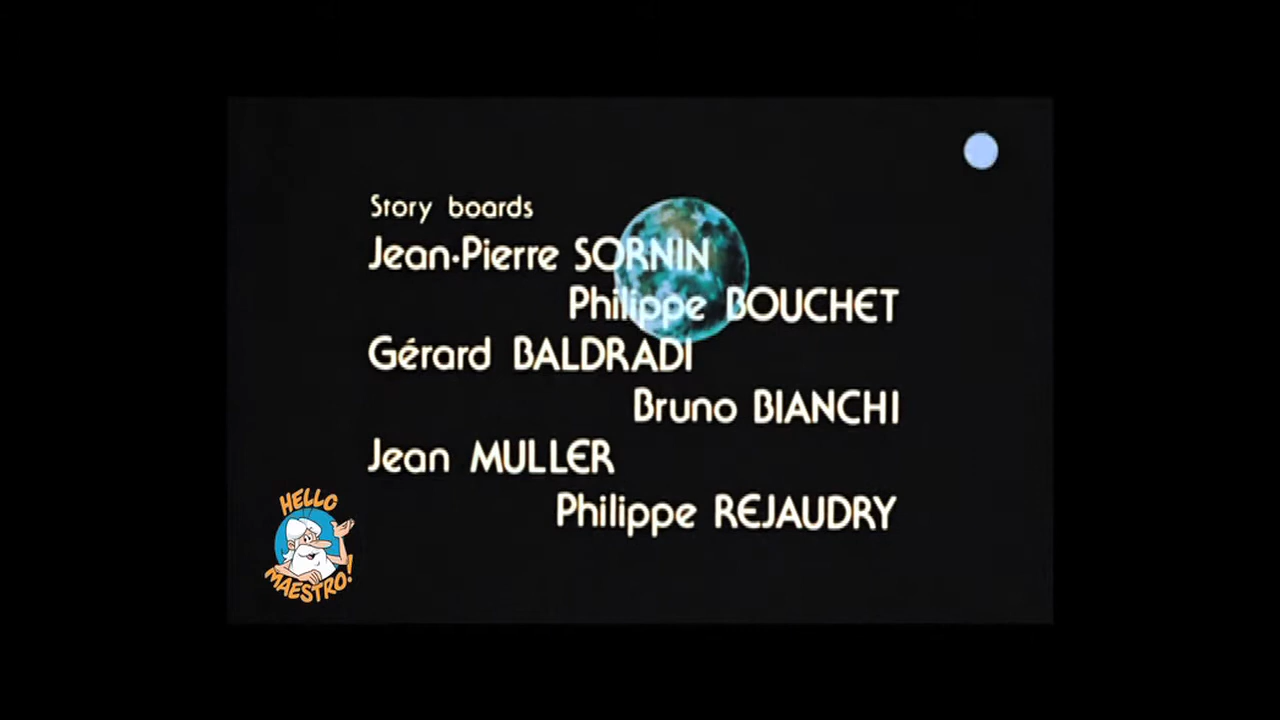 Story boards
Jean-Pierre SORNIN
Philippe BOUCHET
Gérard BALDRADI
Bruno BIANCHI
Jean MULLER
Philippe REJAUDRY
HELLO
MAESTRO!